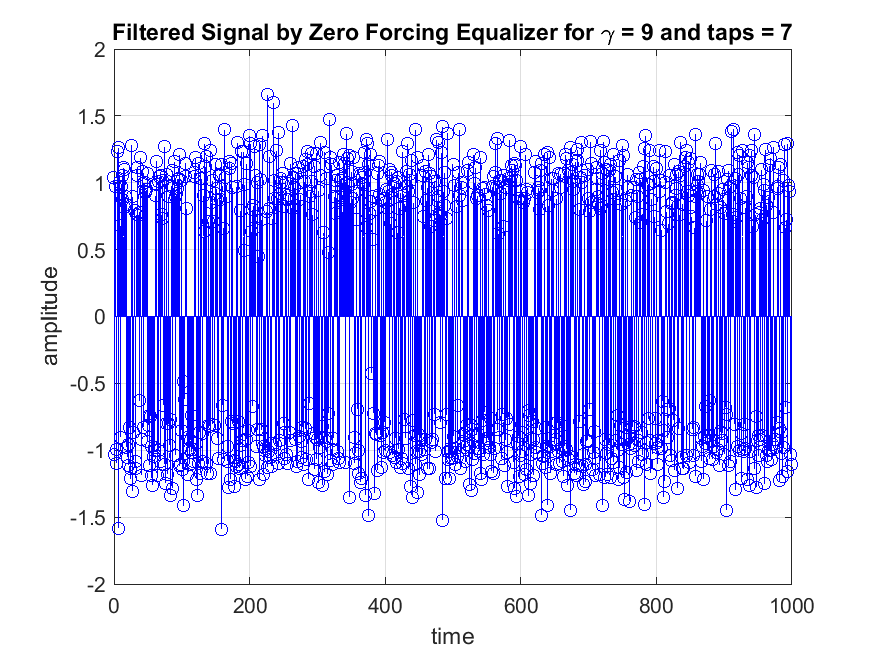 Filtered Signal by Zero Forcing Equalizer for γ = 9 and taps = 7
2
1.5
1
0.5
0
-0.5
-1
-1.5
-2
amplitude
0 200 400 600 800 1000
time